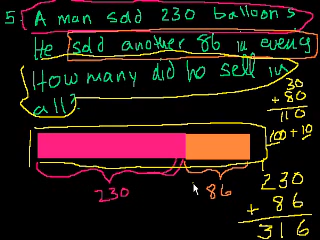 5) A man sold 230 balloons
He sold another 86 in evenig
How many did he sell in
all?
30
+ 80
110
100 + 10
230
86
230
+ 86
316